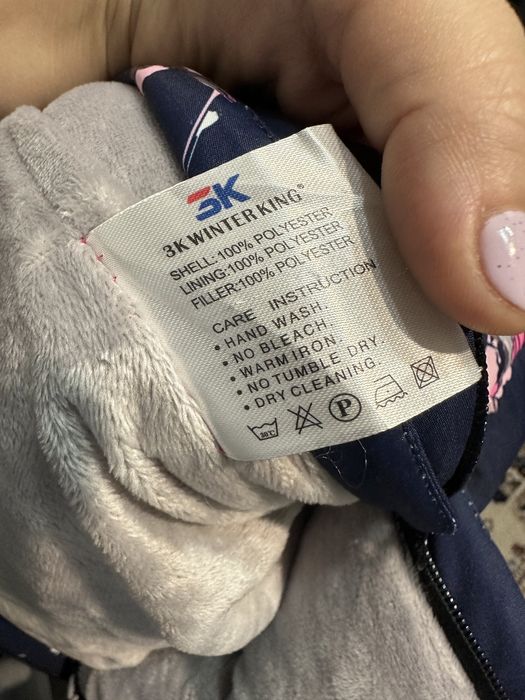 3K
3K WINTER KING®
SHELL:100% POLYESTER
LINING:100% POLYESTER
FILLER:100% POLYESTER
CARE INSTRUCTION
• HAND WASH.
• NO BLEACH.
• WARM IRON.
• NO TUMBLE DRY.
• DRY CLEANING.
30°C P